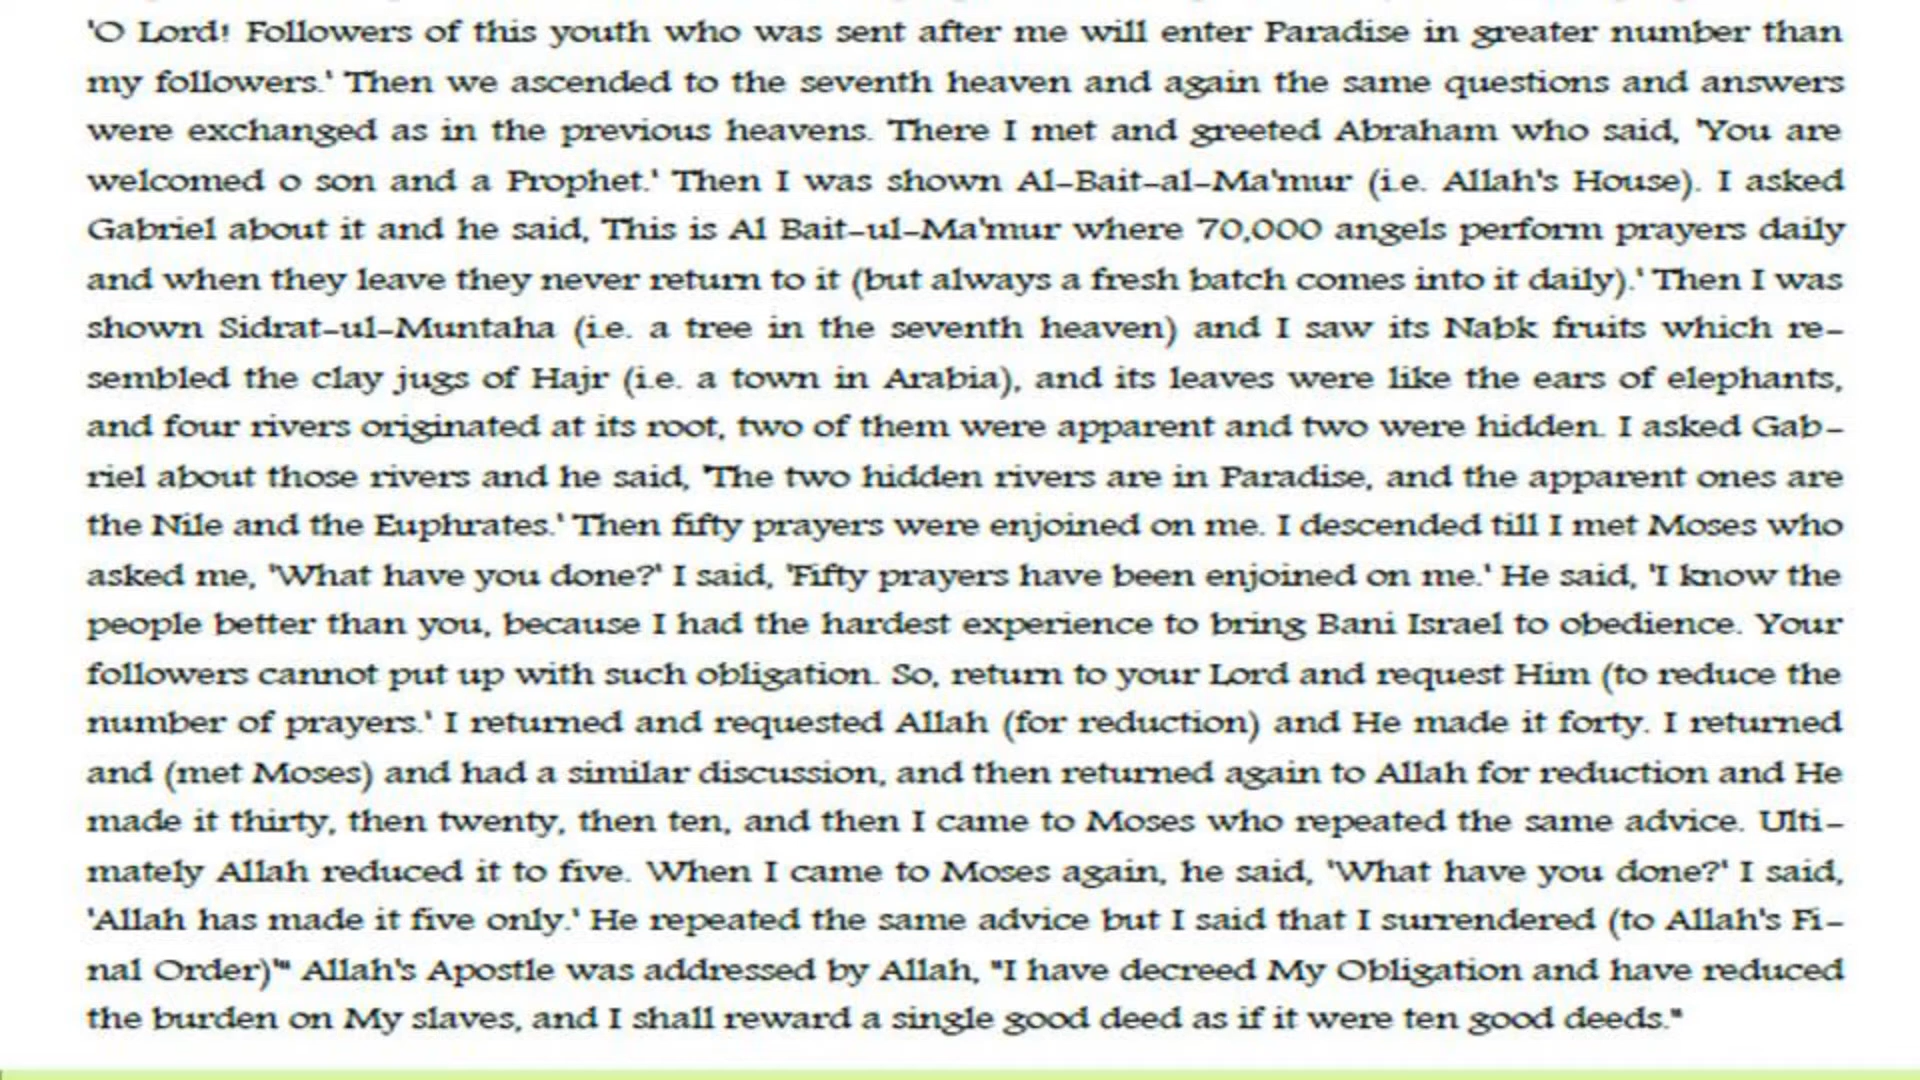 'O Lord! Followers of this youth who was sent after me will enter Paradise in greater number than
my followers.' Then we ascended to the seventh heaven and again the same questions and answers
were exchanged as in the previous heavens. There I met and greeted Abraham who said, 'You are
welcomed o son and a Prophet.' Then I was shown Al-Bait-al-Ma'mur (i.e. Allah's House). I asked
Gabriel about it and he said, This is Al Bait-ul-Ma'mur where 70,000 angels perform prayers daily
and when they leave they never return to it (but always a fresh batch comes into it daily).' Then I was
shown Sidrat-ul-Muntaha (i.e. a tree in the seventh heaven) and I saw its Nabk fruits which re-
sembled the clay jugs of Hajr (i.e. a town in Arabia), and its leaves were like the ears of elephants,
and four rivers originated at its root, two of them were apparent and two were hidden. I asked Gab-
riel about those rivers and he said, 'The two hidden rivers are in Paradise, and the apparent ones are
the Nile and the Euphrates.' Then fifty prayers were enjoined on me. I descended till I met Moses who
asked me, 'What have you done?' I said, 'Fifty prayers have been enjoined on me.' He said, 'I know the
people better than you, because I had the hardest experience to bring Bani Israel to obedience. Your
followers cannot put up with such obligation. So, return to your Lord and request Him (to reduce the
number of prayers.' I returned and requested Allah (for reduction) and He made it forty. I returned
and (met Moses) and had a similar discussion, and then returned again to Allah for reduction and He
made it thirty, then twenty, then ten, and then I came to Moses who repeated the same advice. Ulti-
mately Allah reduced it to five. When I came to Moses again, he said, 'What have you done?' I said,
'Allah has made it five only.' He repeated the same advice but I said that I surrendered (to Allah's Fi-
nal Order)'" Allah's Apostle was addressed by Allah, "I have decreed My Obligation and have reduced
the burden on My slaves, and I shall reward a single good deed as if it were ten good deeds."